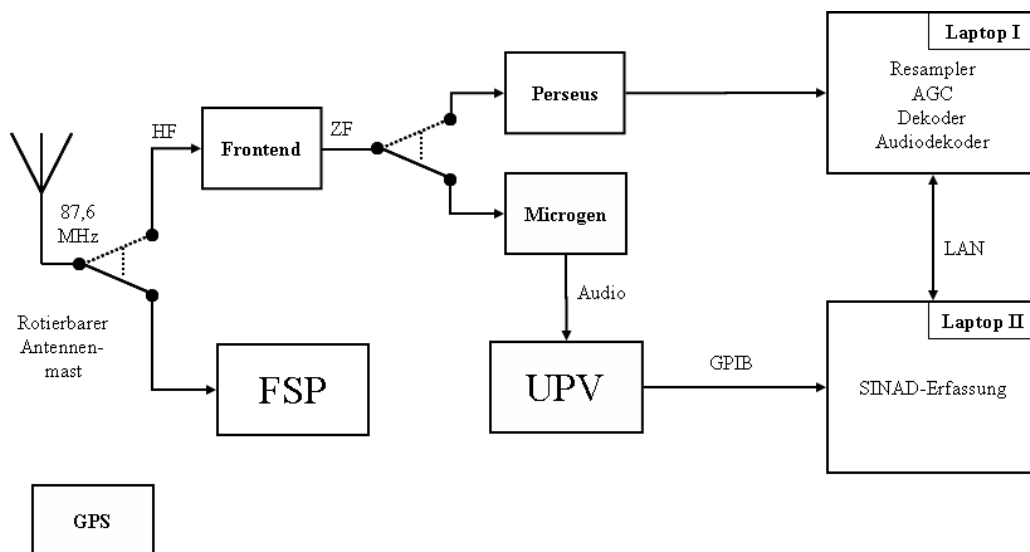 Laptop I
Resampler
AGC
Dekoder
Audiodekoder
Perseus
HF
ZF
Frontend
Microgen
87,6
MHz
LAN
Audio
Rotierbarer
Antennen-
mast
Laptop II
FSP
UPV
GPIB
SINAD-Erfassung
GPS